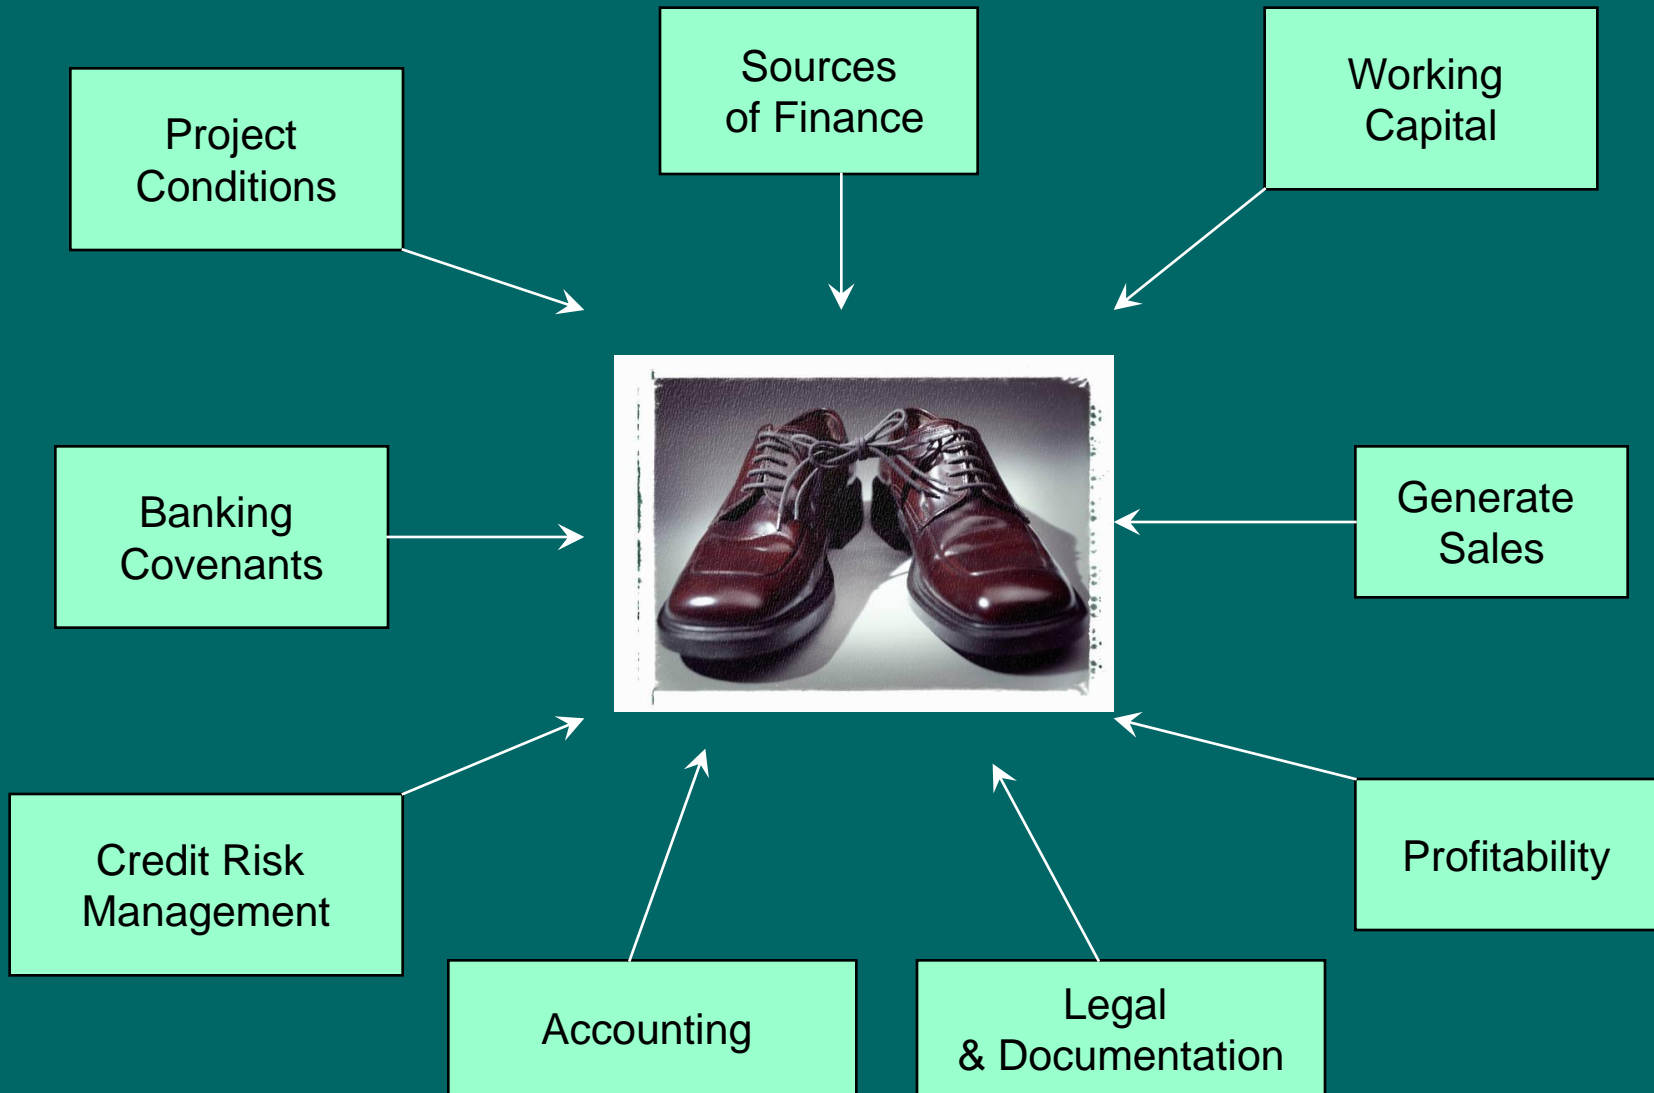 Sources
of Finance
Working
Capital
Project
Conditions
Banking
Covenants
Generate
Sales
Credit Risk
Management
Profitability
Accounting
Legal
& Documentation